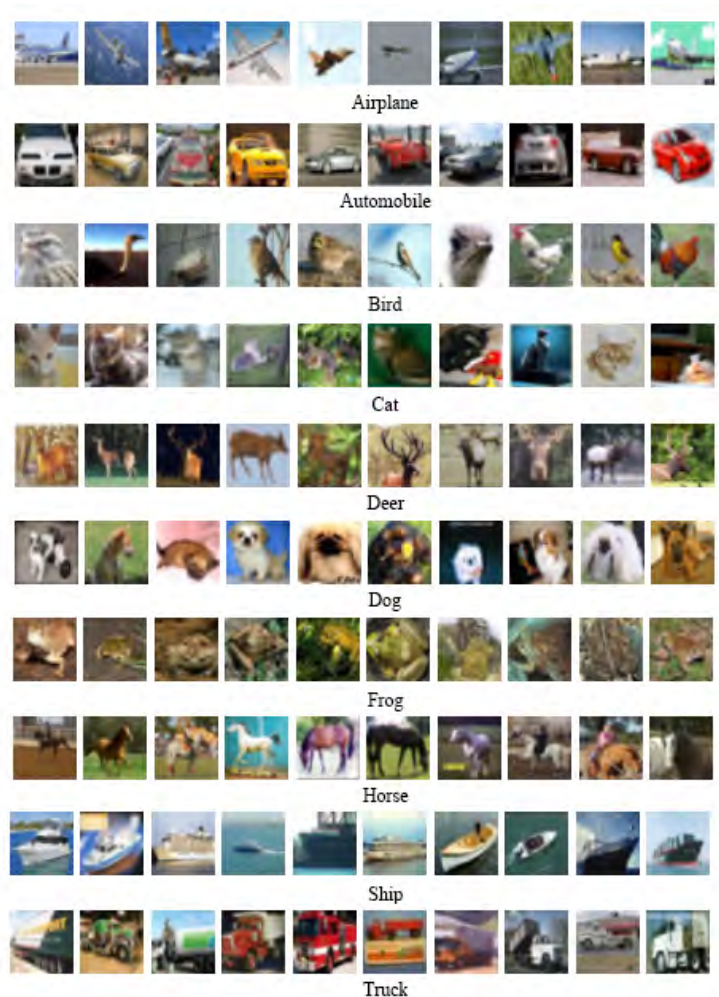 Airplane
Automobile
Bird
Cat
Deer
Dog
Frog
Horse
Ship
Truck